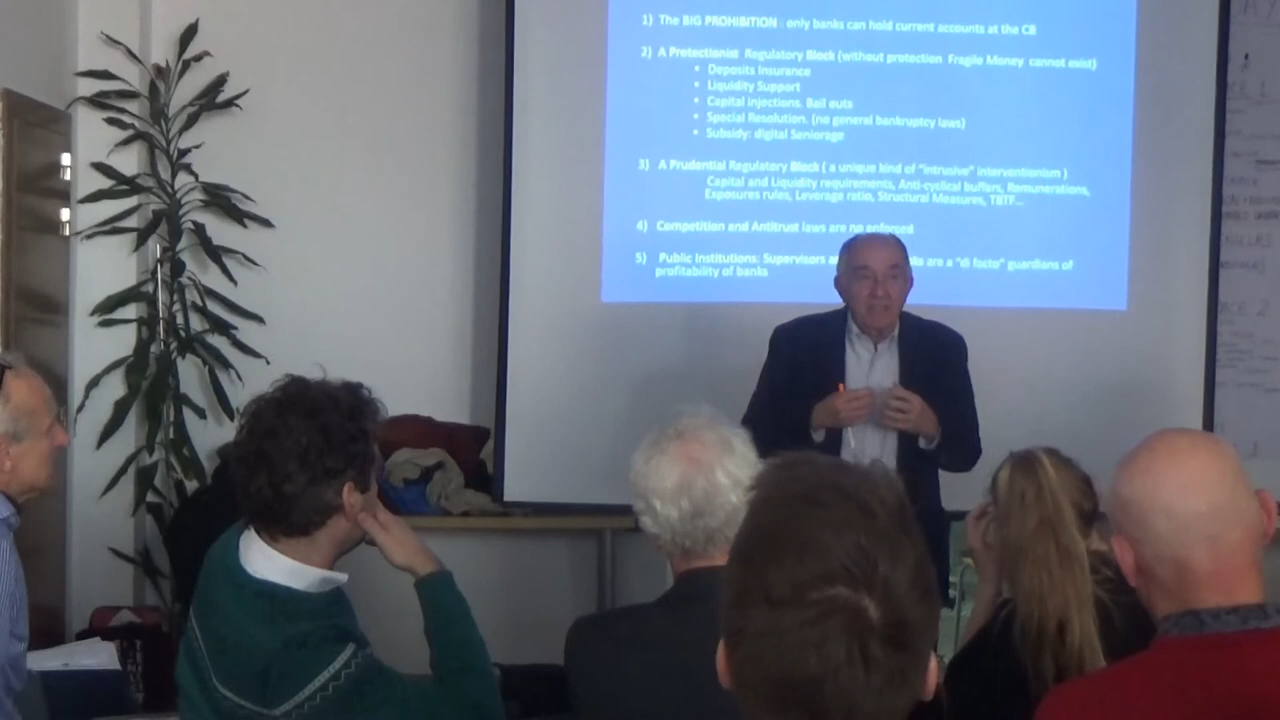 1) The BIG PROHIBITION : only banks can hold current accounts at the CB
2) A Protectionist Regulatory Block (without protection Fragile Money cannot exist)
• Deposits Insurance
• Liquidity Support
• Capital injections. Bail outs
• Special Resolution. (no general bankruptcy laws)
• Subsidy: digital Seniorage
3) A Prudential Regulatory Block ( a unique kind of "intrusive" interventionism )
Capital and Liquidity requirements, Anti-cyclical buffers, Remunerations,
Exposures rules, Leverage ratio, Structural Measures, TBTF...
4) Competition and Antitrust laws are no enforced
5) Public Institutions: Supervisors are a "di facto" guardians of
profitability of banks